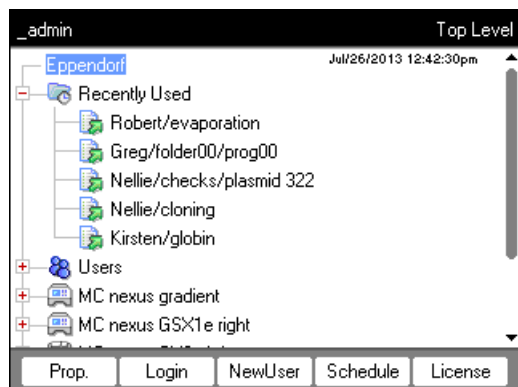 _admin Top Level
Eppendorf Jul/26/2013 12:42:30pm
Recently Used
Robert/evaporation
Greg/folder00/prog00
Nellie/checks/plasmid 322
Nellie/cloning
Kirsten/globin
Users
MC nexus gradient
MC nexus GSX1e right
Prop. Login NewUser Schedule License